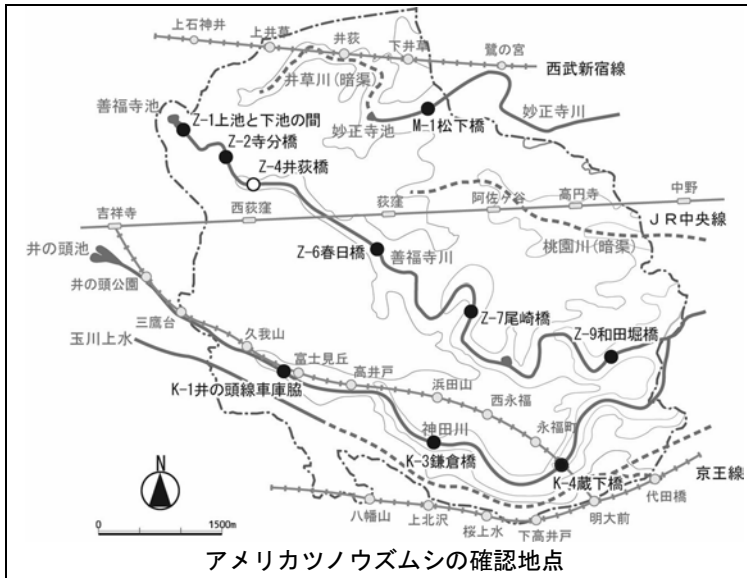 上石神井
上井草
井荻
下井草
鷺の宮
西武新宿線
井草川(暗渠)
善福寺池
Z-1上池と下池の間
妙正寺池
M-1松下橋
妙正寺川
Z-2寺分橋
Z-4井荻橋
吉祥寺
西荻窪
荻窪
阿佐ヶ谷
高円寺
中野
JR中央線
井の頭池
井の頭公園
Z-6春日橋
善福寺川
桃園川(暗渠)
三鷹台
玉川上水
久我山
Z-7尾崎橋
Z-9和田堀橋
富士見丘
高井戸
K-1井の頭線車庫脇
浜田山
西永福
永福町
神田川
K-3鎌倉橋
K-4蔵下橋
京王線
N
0 1500m
八幡山
上北沢
桜上水
下高井戸
明大前
代田橋
アメリカツノウズムシの確認地点